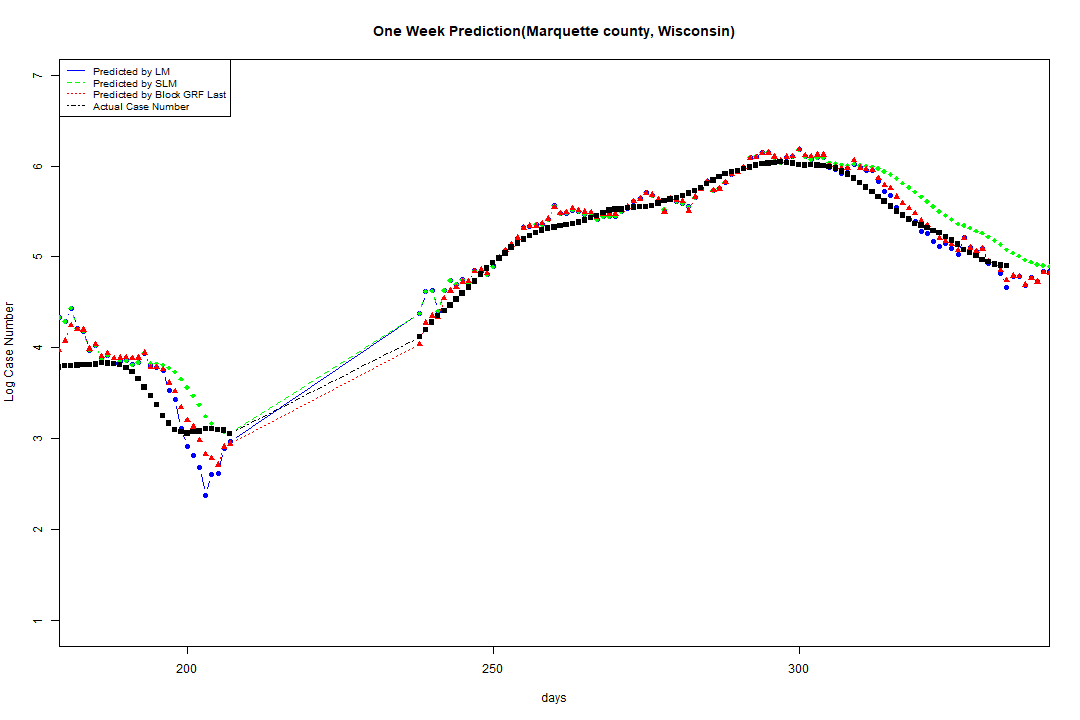 One Week Prediction(Marquette county, Wisconsin)
Predicted by LM
Predicted by SLM
Predicted by Block GRF Last
Actual Case Number
Log Case Number
7
6
5
4
3
2
1
200
250
300
days